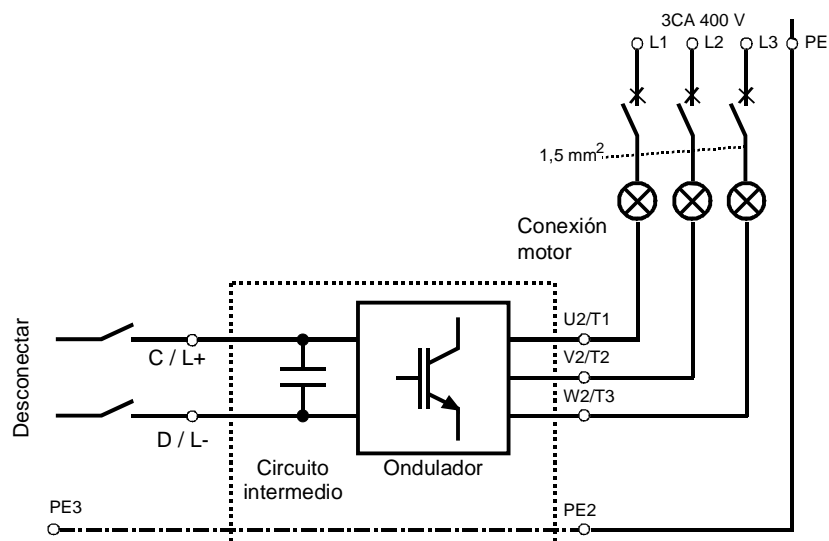 3CA 400 V
L1
L2
L3
PE
1,5 mm²
Conexión
motor
U2/T1
V2/T2
W2/T3
Desconectar
C / L+
D / L-
Circuito
intermedio
Ondulador
PE3
PE2